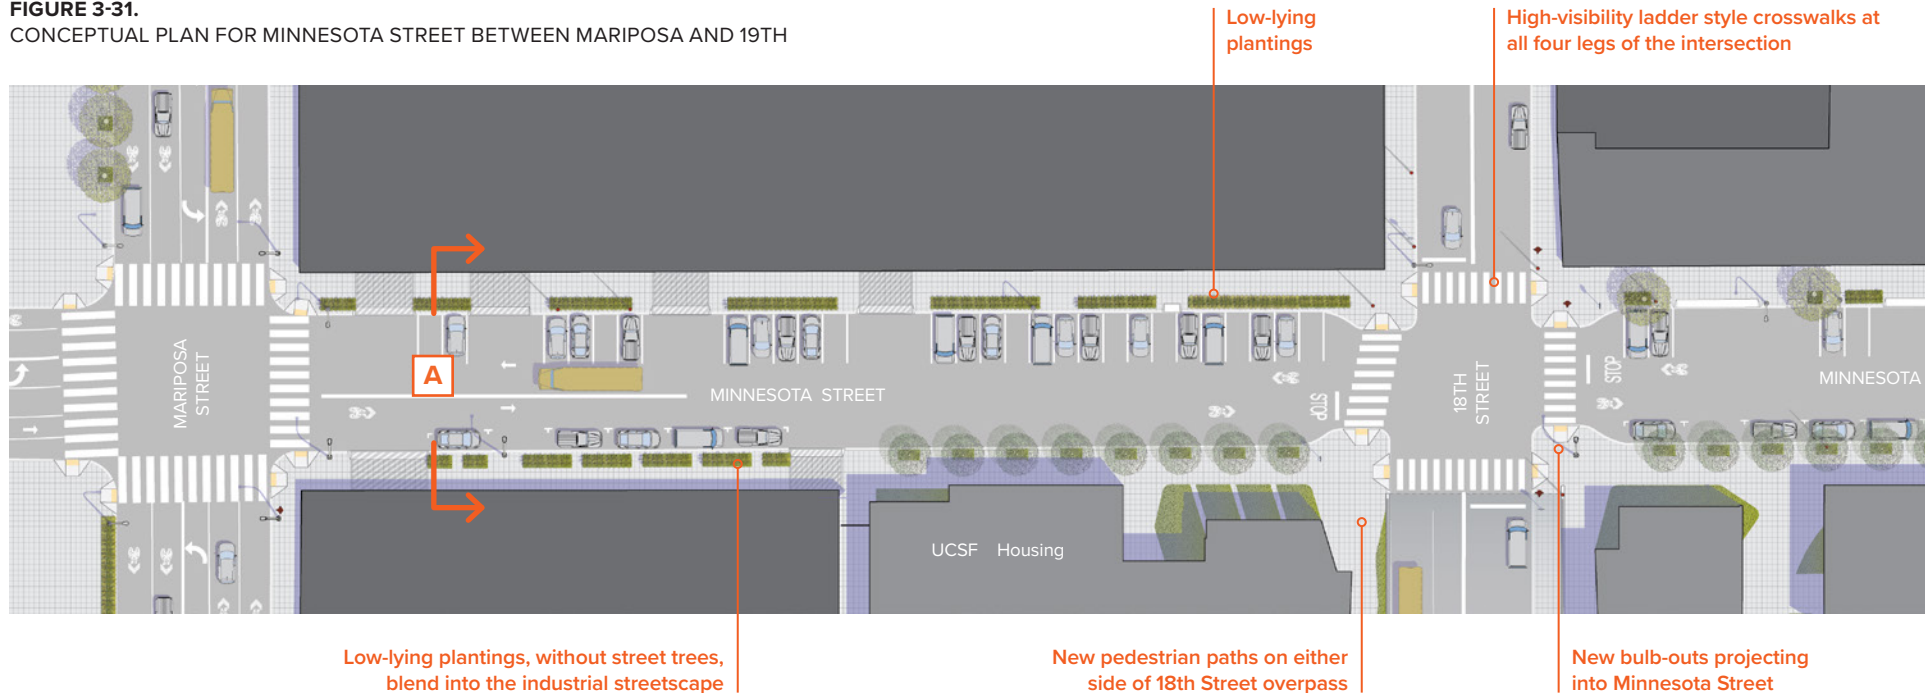 FIGURE 3-31.
CONCEPTUAL PLAN FOR MINNESOTA STREET BETWEEN MARIPOSA AND 19TH
Low-lying
plantings
High-visibility ladder style crosswalks at
all four legs of the intersection
A
MARIPOSA
STREET
MINNESOTA STREET
STOP
18TH
STREET
STOP
MINNESOTA
UCSF Housing
Low-lying plantings, without street trees,
blend into the industrial streetscape
New pedestrian paths on either
side of 18th Street overpass
New bulb-outs projecting
into Minnesota Street